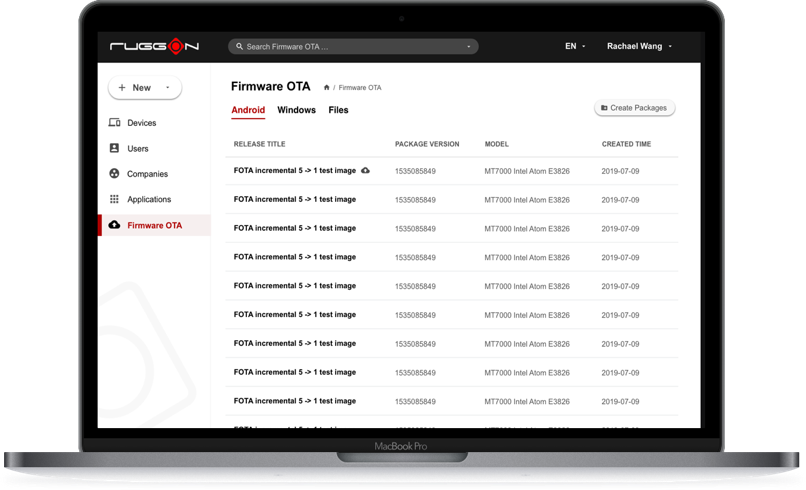 RUGGON
Search Firmware OTA ...
EN
Rachael Wang
New
Devices
Users
Companies
Applications
Firmware OTA
Firmware OTA / Firmware OTA
Android Windows Files
Create Packages
RELEASE TITLE PACKAGE VERSION MODEL CREATED TIME
FOTA incremental 5 -> 1 test image 1535085849 MT7000 Intel Atom E3826 2019-07-09
FOTA incremental 5 -> 1 test image 1535085849 MT7000 Intel Atom E3826 2019-07-09
FOTA incremental 5 -> 1 test image 1535085849 MT7000 Intel Atom E3826 2019-07-09
FOTA incremental 5 -> 1 test image 1535085849 MT7000 Intel Atom E3826 2019-07-09
FOTA incremental 5 -> 1 test image 1535085849 MT7000 Intel Atom E3826 2019-07-09
FOTA incremental 5 -> 1 test image 1535085849 MT7000 Intel Atom E3826 2019-07-09
FOTA incremental 5 -> 1 test image 1535085849 MT7000 Intel Atom E3826 2019-07-09
FOTA incremental 5 -> 1 test image 1535085849 MT7000 Intel Atom E3826 2019-07-09
FOTA incremental 5 -> 1 test image 1535085849 MT7000 Intel Atom E3826 2019-07-09
MacBook Pro